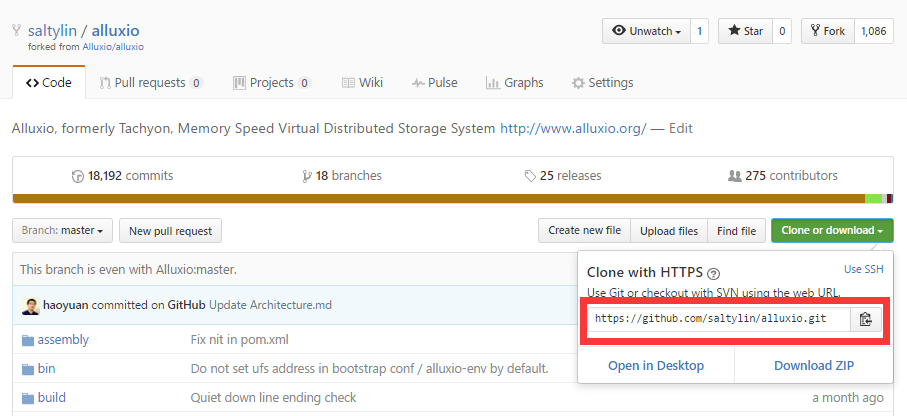 saltylin / alluxio
forked from Alluxio/alluxio
Unwatch 1
Star 0
Fork 1,086
Code
Pull requests 0
Projects 0
Wiki
Pulse
Graphs
Settings
Alluxio, formerly Tachyon, Memory Speed Virtual Distributed Storage System http://www.alluxio.org/ — Edit
18,192 commits
18 branches
25 releases
275 contributors
Branch: master
New pull request
Create new file
Upload files
Find file
Clone or download
This branch is even with Alluxio:master.
Clone with HTTPS ?
Use SSH
Use Git or checkout with SVN using the web URL.
https://github.com/saltylin/alluxio.git
Open in Desktop
Download ZIP
haoyuan committed on GitHub Update Architecture.md
assembly
Fix nit in pom.xml
bin
Do not set ufs address in bootstrap conf / alluxio-env by default.
build
Quiet down line ending check
a month ago